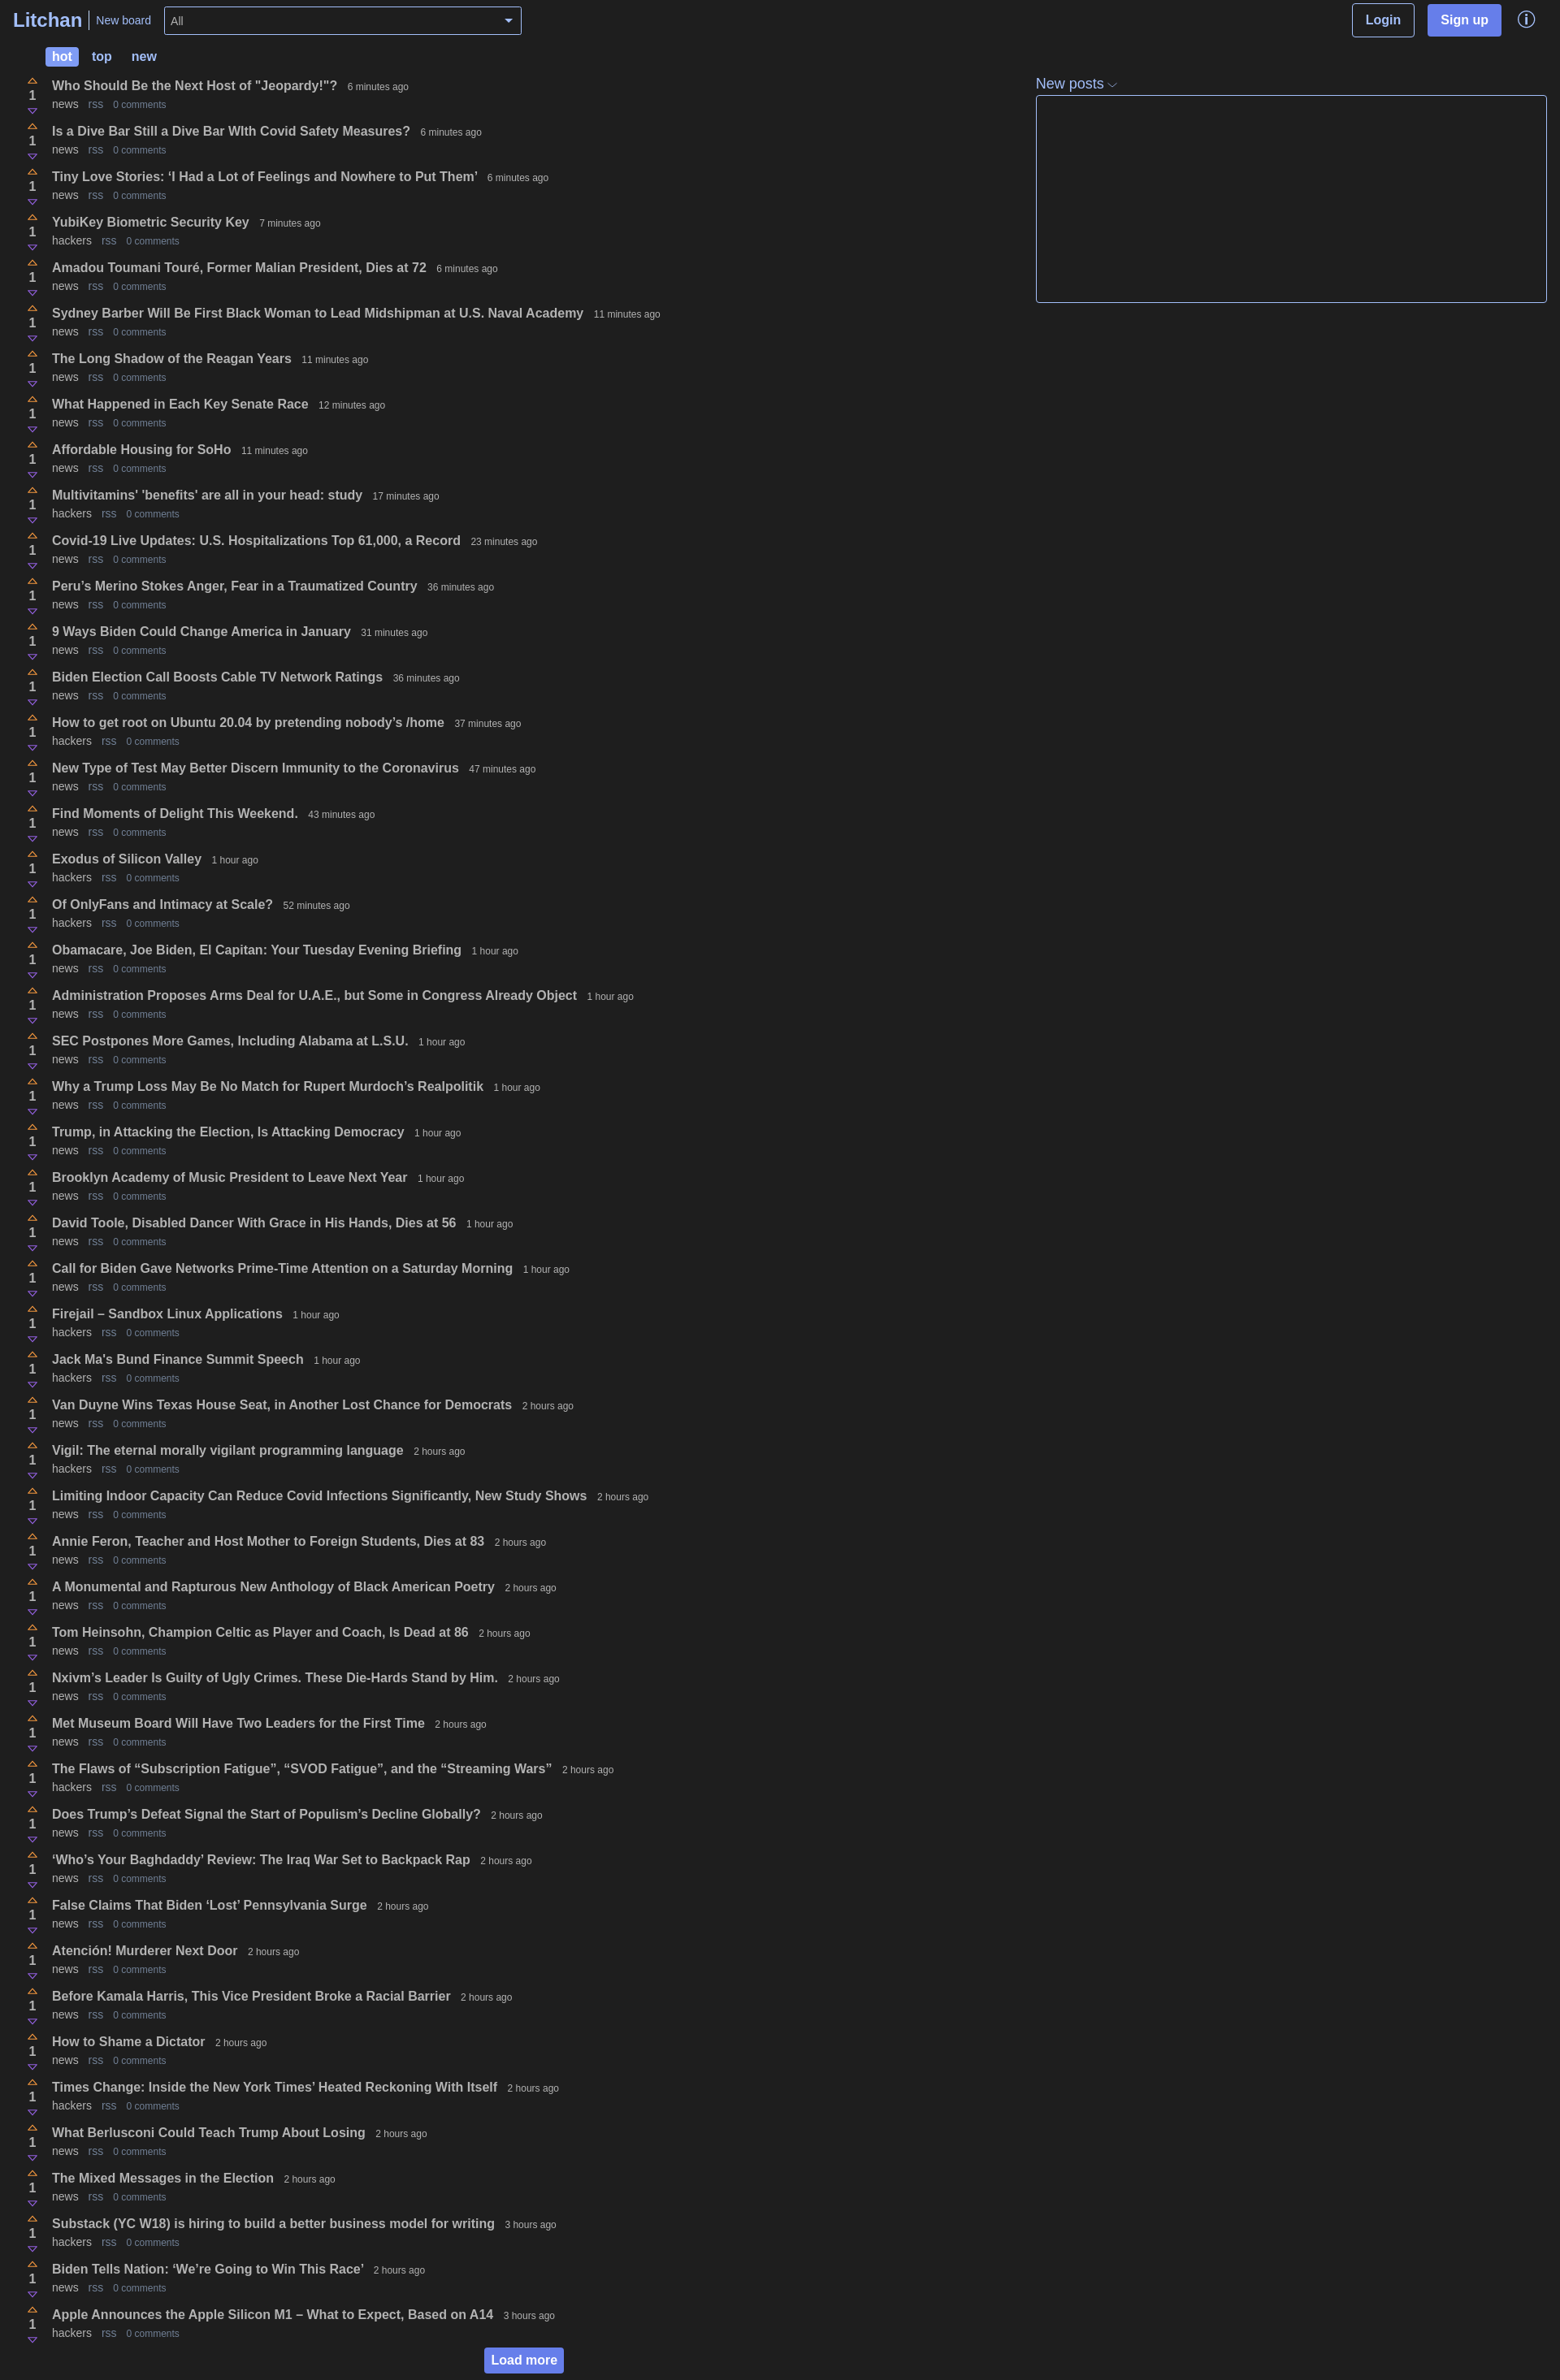 Litchan New board All Login Sign up
hot top new
New posts
Who Should Be the Next Host of "Jeopardy!"? 6 minutes ago
1
news rss 0 comments
Is a Dive Bar Still a Dive Bar WIth Covid Safety Measures? 6 minutes ago
1
news rss 0 comments
Tiny Love Stories: ‘I Had a Lot of Feelings and Nowhere to Put Them’ 6 minutes ago
1
news rss 0 comments
YubiKey Biometric Security Key 7 minutes ago
1
hackers rss 0 comments
Amadou Toumani Touré, Former Malian President, Dies at 72 6 minutes ago
1
news rss 0 comments
Sydney Barber Will Be First Black Woman to Lead Midshipman at U.S. Naval Academy 11 minutes ago
1
news rss 0 comments
The Long Shadow of the Reagan Years 11 minutes ago
1
news rss 0 comments
What Happened in Each Key Senate Race 12 minutes ago
1
news rss 0 comments
Affordable Housing for SoHo 11 minutes ago
1
news rss 0 comments
Multivitamins' 'benefits' are all in your head: study 17 minutes ago
1
hackers rss 0 comments
Covid-19 Live Updates: U.S. Hospitalizations Top 61,000, a Record 23 minutes ago
1
news rss 0 comments
Peru’s Merino Stokes Anger, Fear in a Traumatized Country 36 minutes ago
1
news rss 0 comments
9 Ways Biden Could Change America in January 31 minutes ago
1
news rss 0 comments
Biden Election Call Boosts Cable TV Network Ratings 36 minutes ago
1
news rss 0 comments
How to get root on Ubuntu 20.04 by pretending nobody’s /home 37 minutes ago
1
hackers rss 0 comments
New Type of Test May Better Discern Immunity to the Coronavirus 47 minutes ago
1
news rss 0 comments
Find Moments of Delight This Weekend. 43 minutes ago
1
news rss 0 comments
Exodus of Silicon Valley 1 hour ago
1
hackers rss 0 comments
Of OnlyFans and Intimacy at Scale? 52 minutes ago
1
hackers rss 0 comments
Obamacare, Joe Biden, El Capitan: Your Tuesday Evening Briefing 1 hour ago
1
news rss 0 comments
Administration Proposes Arms Deal for U.A.E., but Some in Congress Already Object 1 hour ago
1
news rss 0 comments
SEC Postpones More Games, Including Alabama at L.S.U. 1 hour ago
1
news rss 0 comments
Why a Trump Loss May Be No Match for Rupert Murdoch’s Realpolitik 1 hour ago
1
news rss 0 comments
Trump, in Attacking the Election, Is Attacking Democracy 1 hour ago
1
news rss 0 comments
Brooklyn Academy of Music President to Leave Next Year 1 hour ago
1
news rss 0 comments
David Toole, Disabled Dancer With Grace in His Hands, Dies at 56 1 hour ago
1
news rss 0 comments
Call for Biden Gave Networks Prime-Time Attention on a Saturday Morning 1 hour ago
1
news rss 0 comments
Firejail – Sandbox Linux Applications 1 hour ago
1
hackers rss 0 comments
Jack Ma's Bund Finance Summit Speech 1 hour ago
1
hackers rss 0 comments
Van Duyne Wins Texas House Seat, in Another Lost Chance for Democrats 2 hours ago
1
news rss 0 comments
Vigil: The eternal morally vigilant programming language 2 hours ago
1
hackers rss 0 comments
Limiting Indoor Capacity Can Reduce Covid Infections Significantly, New Study Shows 2 hours ago
1
news rss 0 comments
Annie Feron, Teacher and Host Mother to Foreign Students, Dies at 83 2 hours ago
1
news rss 0 comments
A Monumental and Rapturous New Anthology of Black American Poetry 2 hours ago
1
news rss 0 comments
Tom Heinsohn, Champion Celtic as Player and Coach, Is Dead at 86 2 hours ago
1
news rss 0 comments
Nxivm’s Leader Is Guilty of Ugly Crimes. These Die-Hards Stand by Him. 2 hours ago
1
news rss 0 comments
Met Museum Board Will Have Two Leaders for the First Time 2 hours ago
1
news rss 0 comments
The Flaws of “Subscription Fatigue”, “SVOD Fatigue”, and the “Streaming Wars” 2 hours ago
1
hackers rss 0 comments
Does Trump’s Defeat Signal the Start of Populism’s Decline Globally? 2 hours ago
1
news rss 0 comments
‘Who’s Your Baghdaddy’ Review: The Iraq War Set to Backpack Rap 2 hours ago
1
news rss 0 comments
False Claims That Biden ‘Lost’ Pennsylvania Surge 2 hours ago
1
news rss 0 comments
Atención! Murderer Next Door 2 hours ago
1
news rss 0 comments
Before Kamala Harris, This Vice President Broke a Racial Barrier 2 hours ago
1
news rss 0 comments
How to Shame a Dictator 2 hours ago
1
news rss 0 comments
Times Change: Inside the New York Times’ Heated Reckoning With Itself 2 hours ago
1
hackers rss 0 comments
What Berlusconi Could Teach Trump About Losing 2 hours ago
1
news rss 0 comments
The Mixed Messages in the Election 2 hours ago
1
news rss 0 comments
Substack (YC W18) is hiring to build a better business model for writing 3 hours ago
1
hackers rss 0 comments
Biden Tells Nation: ‘We’re Going to Win This Race’ 2 hours ago
1
news rss 0 comments
Apple Announces the Apple Silicon M1 – What to Expect, Based on A14 3 hours ago
1
hackers rss 0 comments
Load more